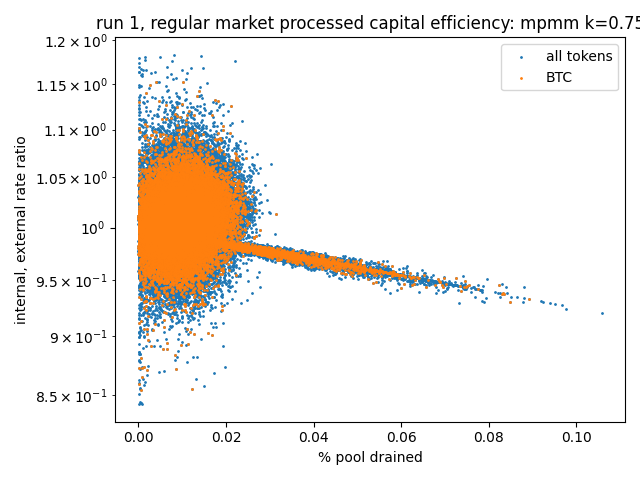 run 1, regular market processed capital efficiency: mpmm k=0.75
all tokens
BTC
internal, external rate ratio
1.2 × 10⁰
1.15 × 10⁰
1.1 × 10⁰
1.05 × 10⁰
10⁰
9.5 × 10⁻¹
9 × 10⁻¹
8.5 × 10⁻¹
0.00 0.02 0.04 0.06 0.08 0.10
% pool drained